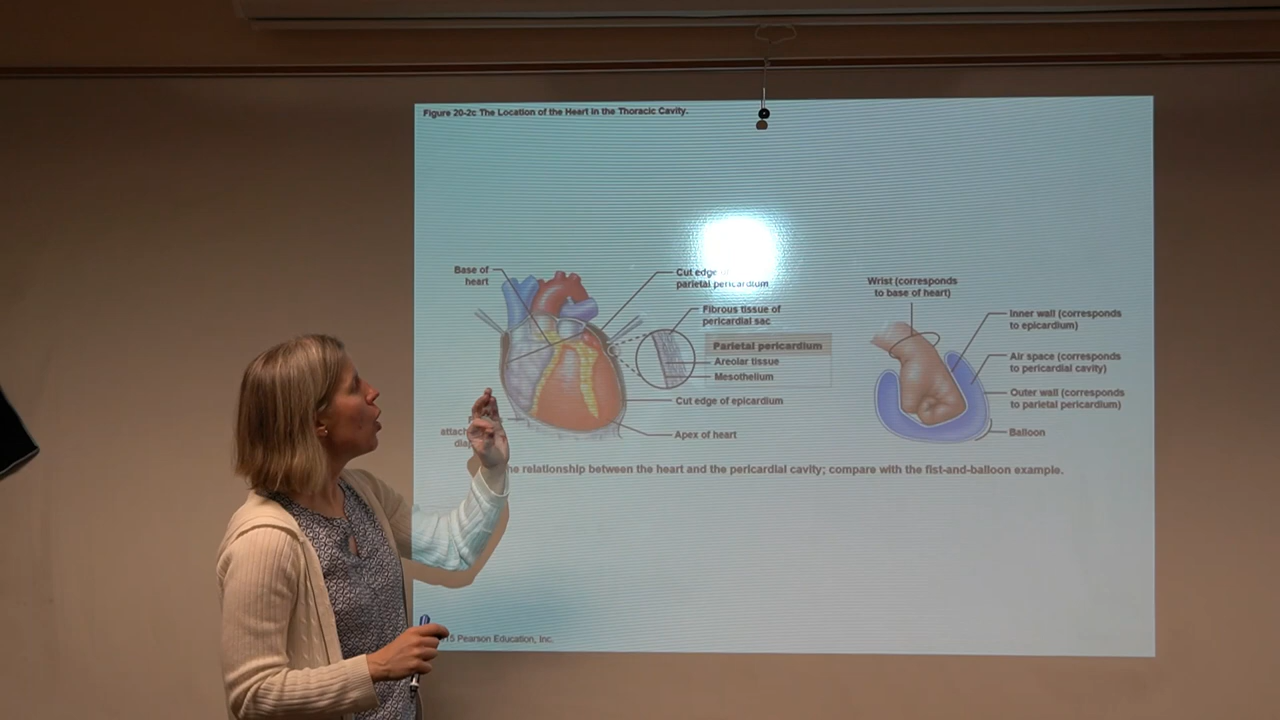 Figure 20-2c The Location of the Heart in the Thoracic Cavity.
Base of
heart
Cut edge of
parietal pericardium
Fibrous tissue of
pericardial sac
Parietal pericardium
Areolar tissue
Mesothelium
Cut edge of epicardium
Apex of heart
attach
dia
Wrist (corresponds
to base of heart)
Inner wall (corresponds
to epicardium)
Air space (corresponds
to pericardial cavity)
Outer wall (corresponds
to parietal pericardium)
Balloon
he relationship between the heart and the pericardial cavity; compare with the fist-and-balloon example.
15 Pearson Education, Inc.